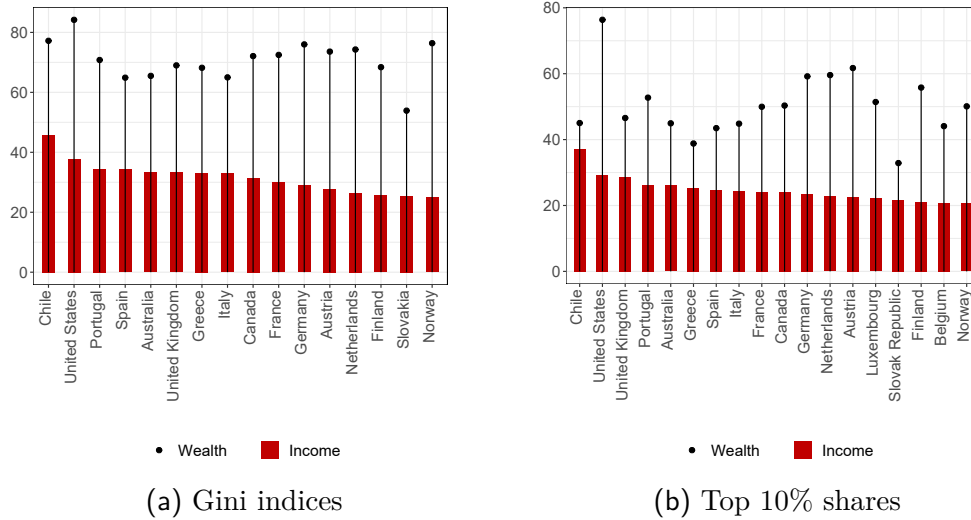 80
60
40
20
0
Chile
United States
Portugal
Spain
Australia
United Kingdom
Greece
Italy
Canada
France
Germany
Austria
Netherlands
Finland
Slovakia
Norway
Wealth
Income
(a) Gini indices
80
60
40
20
0
Chile
United States
United Kingdom
Portugal
Australia
Greece
Spain
Italy
France
Canada
Germany
Netherlands
Austria
Luxembourg
Slovak Republic
Finland
Belgium
Norway
Wealth
Income
(b) Top 10% shares